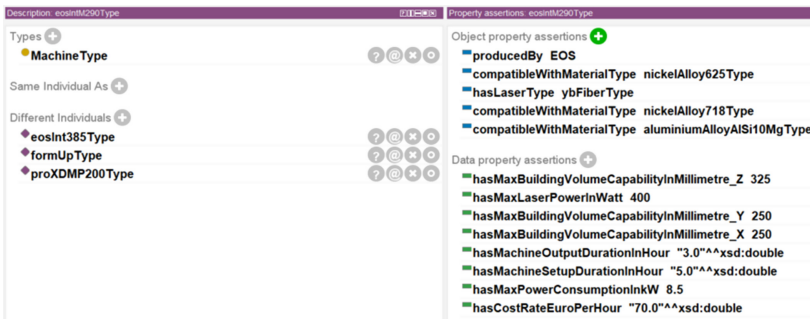 Description: eosIntM290Type
Types
MachineType
Same Individual As
Different Individuals
eosInt385Type
formUpType
proXDMP200Type
Property assertions: eosIntM290Type
Object property assertions
producedBy EOS
compatibleWithMaterialType nickelAlloy625Type
hasLaserType ybFiberType
compatibleWithMaterialType nickelAlloy718Type
compatibleWithMaterialType aluminiumAlloyAlSi10MgType
Data property assertions
hasMaxBuildingVolumeCapabilityInMillimetre_Z 325
hasMaxLaserPowerInWatt 400
hasMaxBuildingVolumeCapabilityInMillimetre_Y 250
hasMaxBuildingVolumeCapabilityInMillimetre_X 250
hasMachineOutputDurationInHour "3.0"^^xsd:double
hasMachineSetupDurationInHour "5.0"^^xsd:double
hasMaxPowerConsumptionInkW 8.5
hasCostRateEuroPerHour "70.0"^^xsd:double